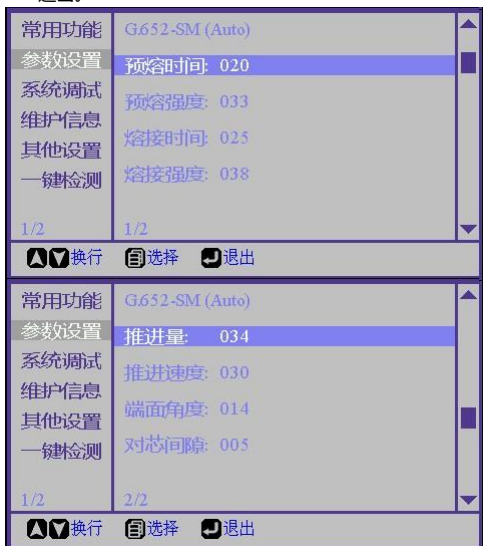 退出。
常用功能
参数设置
系统调试
维护信息
其他设置
一键检测
1/2
G.652-SM (Auto)
预熔时间: 020
预熔强度: 033
熔接时间: 025
熔接强度: 038
1/2
换行 选择 退出
常用功能
参数设置
系统调试
维护信息
其他设置
一键检测
1/2
G.652-SM (Auto)
推进量: 034
推进速度: 030
端面角度: 014
对芯间隙: 005
2/2
换行 选择 退出